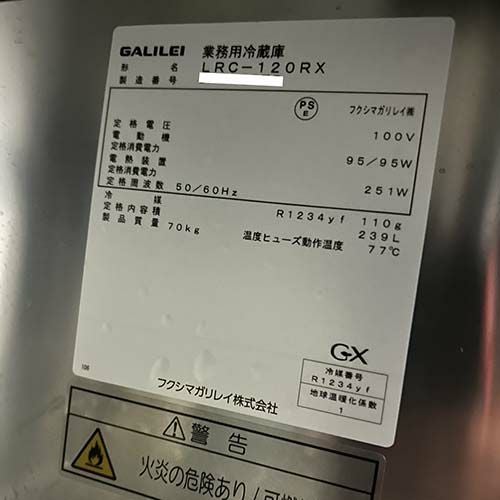 GALILEI 業務用冷蔵庫
形名 LRC-120RX
製造番号
PS E フクシマガリレイ㈱
定格電圧 100V
電動機
定格消費電力 95/95W
電熱装置
定格消費電力 251W
定格周波数 50/60Hz
冷媒 R1234yf 110g
定格内容積 239L
製品質量 70kg 温度ヒューズ動作温度 77℃
GX
冷媒番号
R1234yf
地球温暖化係数
1
106
フクシマガリレイ株式会社
警告
火炎の危険あり/可燃